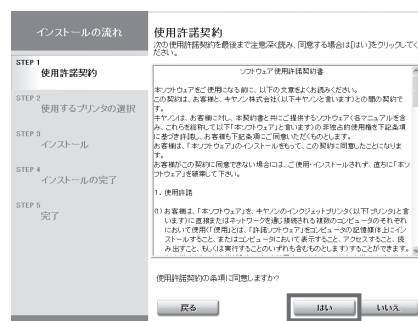 インストールの流れ
STEP 1
使用許諾契約
STEP 2
使用するプリンタの選択
STEP 3
インストール
STEP 4
インストールの完了
STEP 5
完了
使用許諾契約
次の使用許諾契約を最後まで注意深く読み、同意する場合は[はい]をクリックしてください。
ソフトウェア使用許諾契約書
本ソフトウェアをご使用になる前に、以下の文章をよくお読みください。
この契約は、お客様と、キヤノン株式会社(以下キヤノンと言います)との間の契約です。
キヤノンは、お客様に対し、本契約書と共にご提供するソフトウェア(各マニュアルを含み、これらを総称して以下「本ソフトウェア」と言います)の非独占的使用権を下記条項に基づき許諾し、お客様も下記条項にご同意いただくものとします。
お客様は、「本ソフトウェア」のインストールをもって、この契約に同意したことになります。
お客様がこの契約に同意できない場合には、ご使用・インストールされず、直ちに「本ソフトウェア」を破棄して下さい。
1. 使用許諾
0) お客様は、「本ソフトウェア」を、キヤノンのインクジェットプリンタ(以下「プリンタ」と言います)に直接またはネットワークを通じ接続される複数のコンピュータのそれぞれにおいて使用(「使用」とは、「許諾ソフトウェア」をコンピュータの記憶媒体上にインストールすること、またはコンピュータにおいて表示すること、アクセスすること、読み出すこと、もしくは実行することのいずれも含むものとします)することができます。
使用許諾契約の条項に同意しますか?
戻る
はい
いいえ